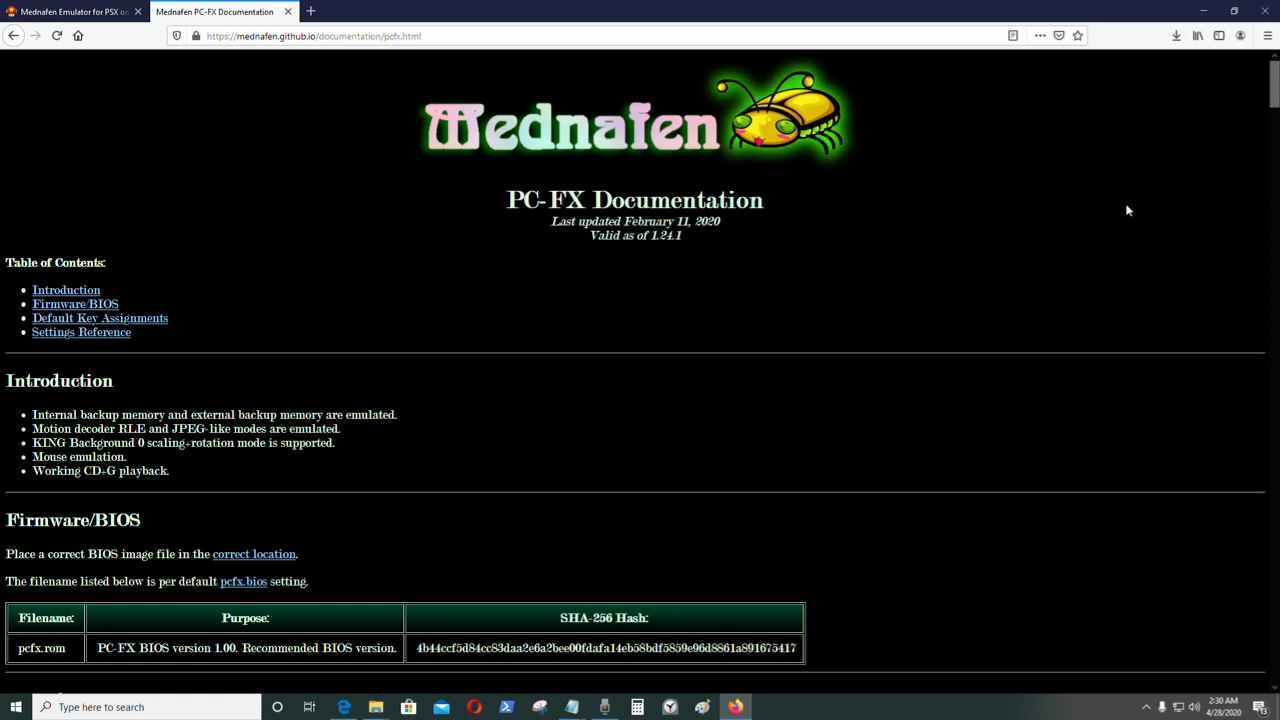 Mednafen Emulator for PSX on
Mednafen PC-FX Documentation
https://mednafen.github.io/documentation/pcfx.html
Mednafen
PC-FX Documentation
Last updated February 11, 2020
Valid as of 1.24.1
Table of Contents:
Introduction
Firmware/BIOS
Default Key Assignments
Settings Reference
Introduction
Internal backup memory and external backup memory are emulated.
Motion decoder RLE and JPEG-like modes are emulated.
KING Background 0 scaling+rotation mode is supported.
Mouse emulation.
Working CD+G playback.
Firmware/BIOS
Place a correct BIOS image file in the correct location.
The filename listed below is per default pcfx.bios setting.
Filename: Purpose: SHA-256 Hash:
pcfx.rom PC-FX BIOS version 1.00. Recommended BIOS version. 4b44ccf5d84cc83daa2e6a2bee00fdafa14eb58bdf5859e96d8861a891675417
Type here to search
2:30 AM
4/28/2020
13